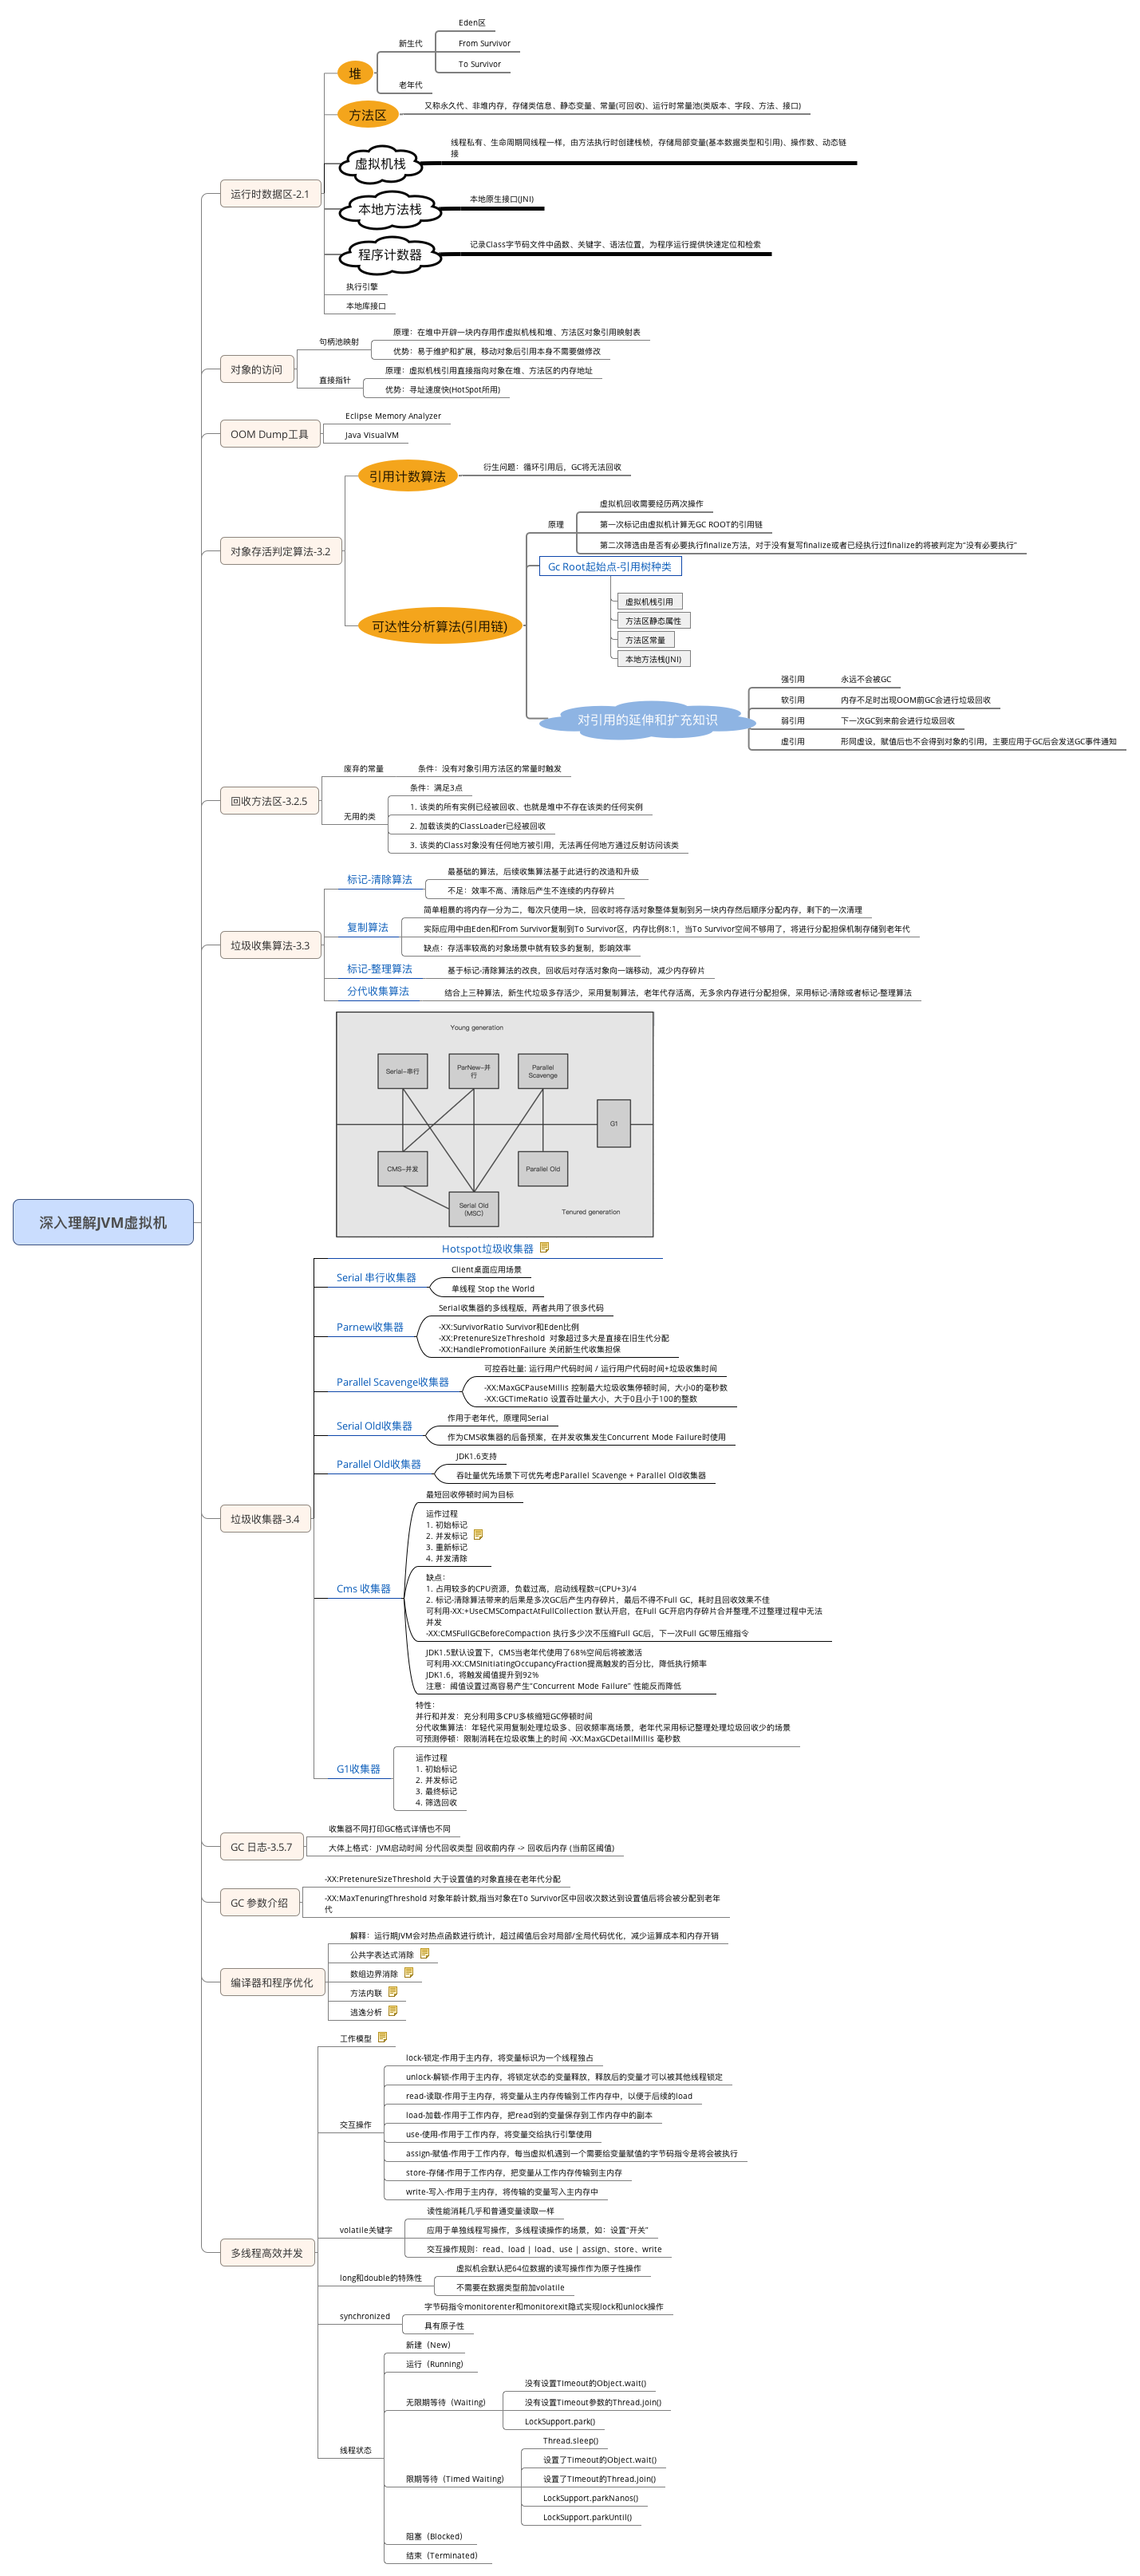 深入理解JVM虚拟机
运行时数据区-2.1
堆
新生代
Eden区
From Survivor
To Survivor
老年代
方法区
又称永久代、非堆内存，存储类信息、静态变量、常量(可回收)、运行时常量池(类版本、字段、方法、接口)
虚拟机栈
线程私有、生命周期同线程一样，由方法执行时创建栈桢，存储局部变量(基本数据类型和引用)、操作数、动态链
接
本地方法栈
本地原生接口(JNI)
程序计数器
记录Class字节码文件中函数、关键字、语法位置，为程序运行提供快速定位和检索
执行引擎
本地库接口
对象的访问
句柄池映射
原理：在堆中开辟一块内存用作虚拟机栈和堆、方法区对象引用映射表
优势：易于维护和扩展，移动对象后引用本身不需要做修改
直接指针
原理：虚拟机栈引用直接指向对象在堆、方法区的内存地址
优势：寻址速度快(HotSpot所用)
OOM Dump工具
Eclipse Memory Analyzer
Java VisualVM
对象存活判定算法-3.2
引用计数算法
衍生问题：循环引用后，GC将无法回收
可达性分析算法(引用链)
原理
虚拟机回收需要经历两次操作
第一次标记由虚拟机计算无GC ROOT的引用链
第二次筛选由是否有必要执行finalize方法，对于没有复写finalize或者已经执行过finalize的将被判定为“没有必要执行”
Gc Root起始点-引用树种类
虚拟机栈引用
方法区静态属性
方法区常量
本地方法栈(JNI)
对引用的延伸和扩充知识
强引用
永远不会被GC
软引用
内存不足时出现OOM前GC会进行垃圾回收
弱引用
下一次GC到来前会进行垃圾回收
虚引用
形同虚设，赋值后也不会得到对象的引用，主要应用于GC后会发送GC事件通知
回收方法区-3.2.5
废弃的常量
条件：没有对象引用方法区的常量时触发
无用的类
条件：满足3点
1. 该类的所有实例已经被回收、也就是堆中不存在该类的任何实例
2. 加载该类的ClassLoader已经被回收
3. 该类的Class对象没有任何地方被引用，无法再任何地方通过反射访问该类
垃圾收集算法-3.3
标记-清除算法
最基础的算法，后续收集算法基于此进行的改造和升级
不足：效率不高、清除后产生不连续的内存碎片
复制算法
简单粗暴的将内存一分为二，每次只使用一块，回收时将存活对象整体复制到另一块内存然后顺序分配内存，剩下的一次清理
实际应用中由Eden和From Survivor复制到To Survivor区，内存比例8:1，当To Survivor空间不够用了，将进行分配担保机制存储到老年代
缺点：存活率较高的对象场景中就有较多的复制，影响效率
标记-整理算法
基于标记-清除算法的改良，回收后对存活对象向一端移动，减少内存碎片
分代收集算法
结合上三种算法，新生代垃圾多存活少，采用复制算法，老年代存活高，无多余内存进行分配担保，采用标记-清除或者标记-整理算法
垃圾收集器-3.4
Young generation
Serial-串行
ParNew-并
行
Parallel
Scavenge
G1
CMS-并发
Parallel Old
Serial Old
(MSC)
Tenured generation
Hotspot垃圾收集器
Serial 串行收集器
Client桌面应用场景
单线程 Stop the World
Parnew收集器
Serial收集器的多线程版，两者共用了很多代码
-XX:SurvivorRatio Survivor和Eden比例
-XX:PretenureSizeThreshold  对象超过多大是直接在旧生代分配
-XX:HandlePromotionFailure 关闭新生代收集担保
Parallel Scavenge收集器
可控吞吐量: 运行用户代码时间 / 运行用户代码时间+垃圾收集时间
-XX:MaxGCPauseMillis 控制最大垃圾收集停顿时间，大小0的毫秒数
-XX:GCTimeRatio 设置吞吐量大小，大于0且小于100的整数
Serial Old收集器
作用于老年代，原理同Serial
作为CMS收集器的后备预案，在并发收集发生Concurrent Mode Failure时使用
Parallel Old收集器
JDK1.6支持
吞吐量优先场景下可优先考虑Parallel Scavenge + Parallel Old收集器
Cms 收集器
最短回收停顿时间为目标
运作过程
1. 初始标记
2. 并发标记
3. 重新标记
4. 并发清除
缺点：
1. 占用较多的CPU资源，负载过高，启动线程数=(CPU+3)/4
2. 标记-清除算法带来的后果是多次GC后产生内存碎片，最后不得不Full GC，耗时且回收效果不佳
可利用-XX:+UseCMSCompactAtFullCollection 默认开启，在Full GC开启内存碎片合并整理,不过整理过程中无法
并发
-XX:CMSFullGCBeforeCompaction 执行多少次不压缩Full GC后，下一次Full GC带压缩指令
JDK1.5默认设置下，CMS当老年代使用了68%空间后将被激活
可利用-XX:CMSInitiatingOccupancyFraction提高触发的百分比，降低执行频率
JDK1.6，将触发阈值提升到92%
注意：阈值设置过高容易产生“Concurrent Mode Failure” 性能反而降低
G1收集器
特性：
并行和并发：充分利用多CPU多核缩短GC停顿时间
分代收集算法：年轻代采用复制处理垃圾多、回收频率高场景，老年代采用标记整理处理垃圾回收少的场景
可预测停顿：限制消耗在垃圾收集上的时间 -XX:MaxGCDetailMillis 毫秒数
运作过程
1. 初始标记
2. 并发标记
3. 最终标记
4. 筛选回收
GC 日志-3.5.7
收集器不同打印GC格式详情也不同
大体上格式：JVM启动时间 分代回收类型 回收前内存 -> 回收后内存 (当前区阈值)
GC 参数介绍
-XX:PretenureSizeThreshold 大于设置值的对象直接在老年代分配
-XX:MaxTenuringThreshold 对象年龄计数,指当对象在To Survivor区中回收次数达到设置值后将会被分配到老年
代
编译器和程序优化
解释：运行期JVM会对热点函数进行统计，超过阈值后会对局部/全局代码优化，减少运算成本和内存开销
公共字表达式消除
数组边界消除
方法内联
逃逸分析
多线程高效并发
工作模型
交互操作
lock-锁定-作用于主内存，将变量标识为一个线程独占
unlock-解锁-作用于主内存，将锁定状态的变量释放，释放后的变量才可以被其他线程锁定
read-读取-作用于主内存，将变量从主内存传输到工作内存中，以便于后续的load
load-加载-作用于工作内存，把read到的变量保存到工作内存中的副本
use-使用-作用于工作内存，将变量交给执行引擎使用
assign-赋值-作用于工作内存，每当虚拟机遇到一个需要给变量赋值的字节码指令是将会被执行
store-存储-作用于工作内存，把变量从工作内存传输到主内存
write-写入-作用于主内存，将传输的变量写入主内存中
volatile关键字
读性能消耗几乎和普通变量读取一样
应用于单独线程写操作，多线程读操作的场景，如：设置“开关”
交互操作规则：read、load | load、use | assign、store、write
long和double的特殊性
虚拟机会默认把64位数据的读写操作作为原子性操作
不需要在数据类型前加volatile
synchronized
字节码指令monitorenter和monitorexit隐式实现lock和unlock操作
具有原子性
线程状态
新建（New）
运行（Running）
无限期等待（Waiting）
没有设置Timeout的Object.wait()
没有设置Timeout参数的Thread.join()
LockSupport.park()
限期等待（Timed Waiting）
Thread.sleep()
设置了Timeout的Object.wait()
设置了Timeout的Thread.join()
LockSupport.parkNanos()
LockSupport.parkUntil()
阻塞（Blocked）
结束（Terminated）